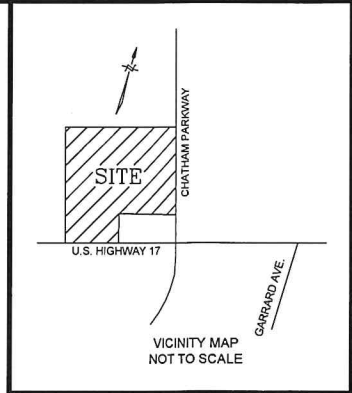 CHATHAM PARKWAY
SITE
U.S. HIGHWAY 17
GARRARD AVE.
VICINITY MAP
NOT TO SCALE